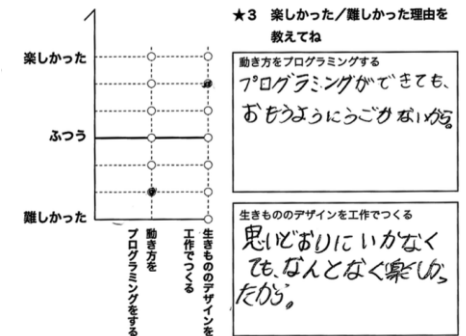 ★3 楽しかった／難しかった理由を
教えてね
楽しかった
ふつう
難しかった
動き方を
プログラミングする
生きもののデザインを
工作でつくる
動き方をプログラミングする
プログラミングができても、
おもうようにうごかないから。
生きもののデザインを工作でつくる
思いどおりにいかなく
ても、なんとなく楽しかっ
たから。